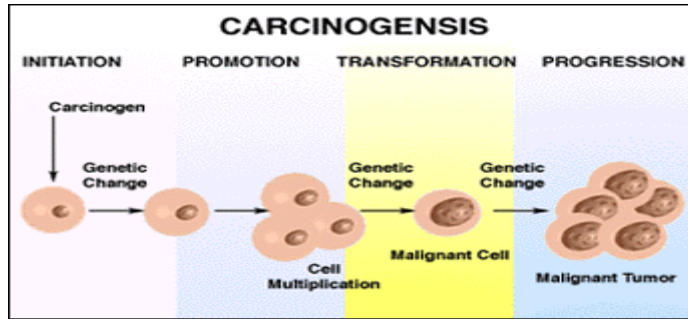 CARCINOGENSIS
INITIATION
PROMOTION
TRANSFORMATION
PROGRESSION
Carcinogen
Genetic
Change
Genetic
Change
Genetic
Change
Cell
Multiplication
Malignant Cell
Malignant Tumor